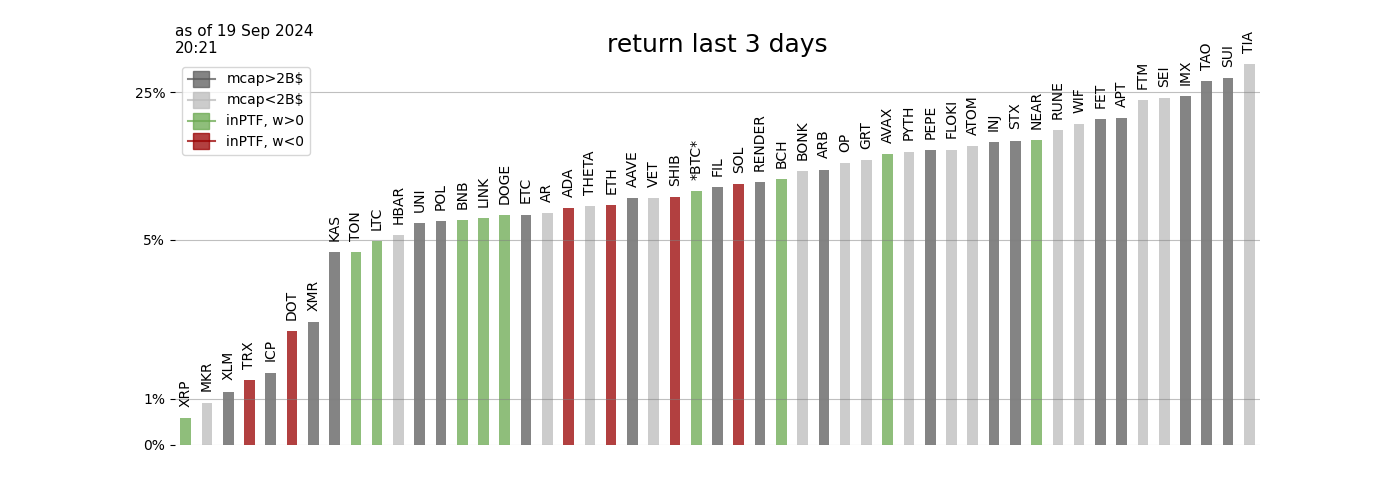 as of 19 Sep 2024
20:21
return last 3 days
mcap>2B$
mcap<2B$
inPTF, w>0
inPTF, w<0
25%
5%
1%
0%
XRP
MKR
XLM
TRX
ICP
DOT
XMR
KAS
TON
LTC
HBAR
UNI
POL
BNB
LINK
DOGE
ETC
AR
ADA
THETA
ETH
AAVE
VET
SHIB
*BTC*
FIL
SOL
RENDER
BCH
BONK
ARB
OP
GRT
AVAX
PYTH
PEPE
FLOKI
ATOM
INJ
STX
NEAR
RUNE
WIF
FET
APT
FTM
SEI
IMX
TAO
SUI
TIA